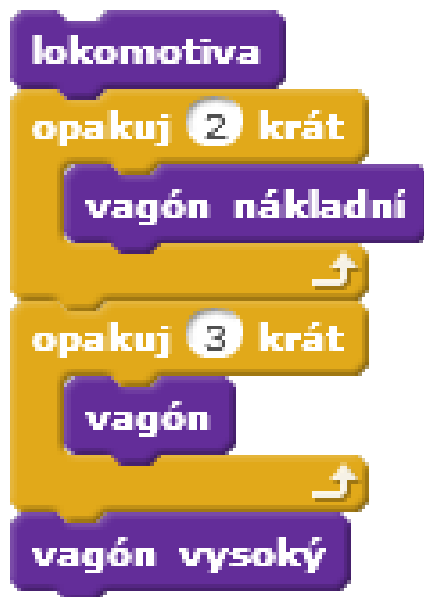 lokomotiva
opakuj 2 krát
vagón nákladní
opakuj 3 krát
vagón
vagón vysoký